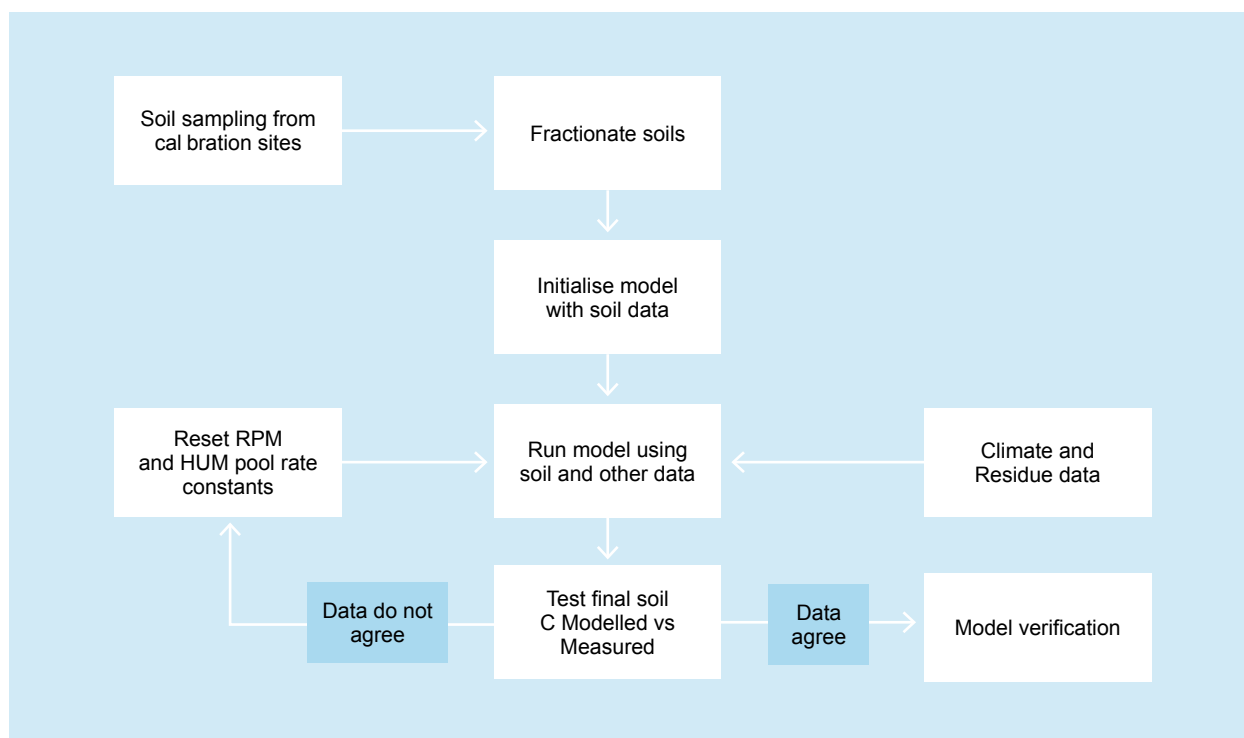 Soil sampling from
cal bration sites
Fractionate soils
Initialise model
with soil data
Reset RPM
and HUM pool rate
constants
Run model using
soil and other data
Climate and
Residue data
Data do not
agree
Test final soil
C Modelled vs
Measured
Data
agree
Model verification